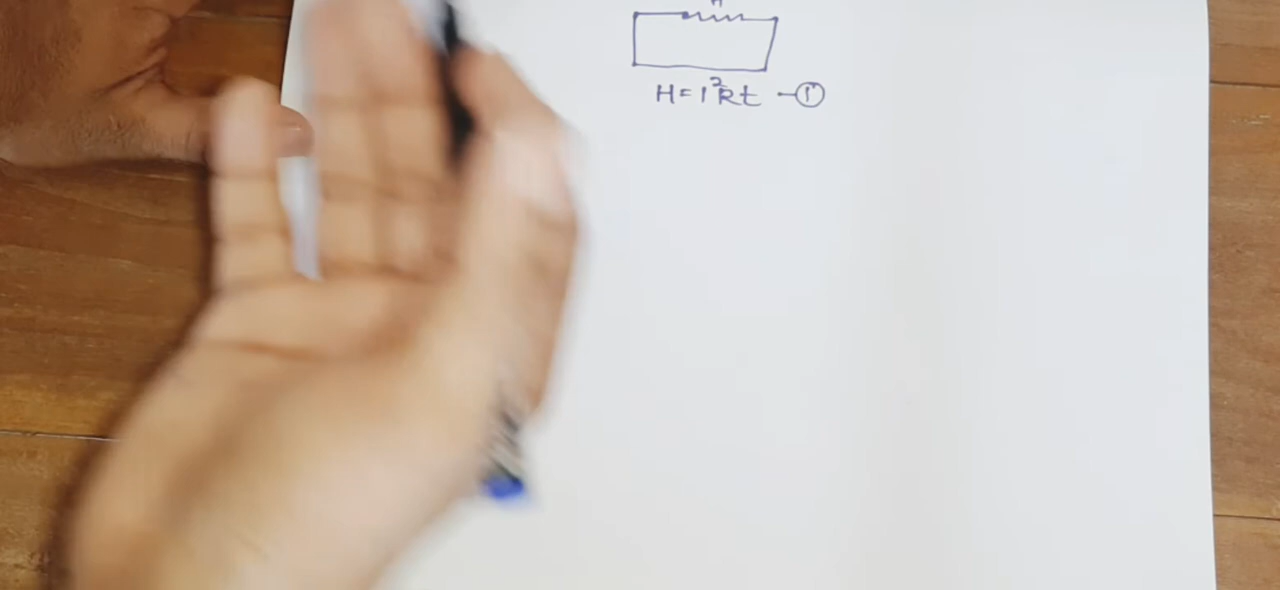 H = I²Rt —①